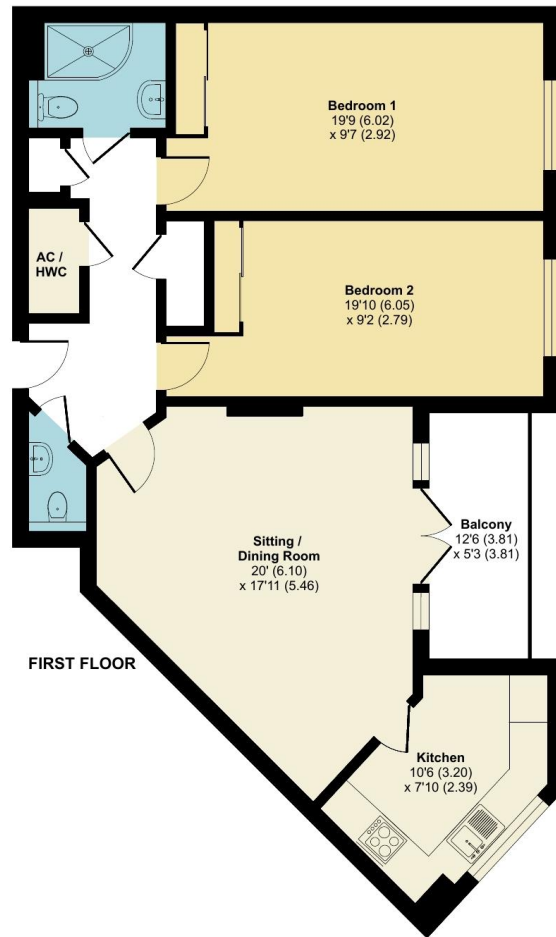 Bedroom 1
19'9 (6.02)
x 9'7 (2.92)
AC /
HWC
Bedroom 2
19'10 (6.05)
x 9'2 (2.79)
Sitting /
Dining Room
20' (6.10)
x 17'11 (5.46)
Balcony
12'6 (3.81)
x 5'3 (3.81)
FIRST FLOOR
Kitchen
10'6 (3.20)
x 7'10 (2.39)